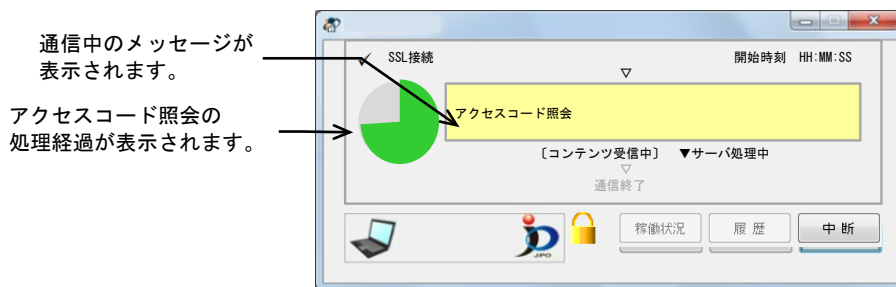 通信中のメッセージが
表示されます。
アクセスコード照会の
処理経過が表示されます。
✓ SSL接続 開始時刻 HH:MM:SS
▽
アクセスコード照会
〔コンテンツ受信中〕 ▼サーバ処理中
▽
通信終了
JPO
稼働状況 履歴 中断